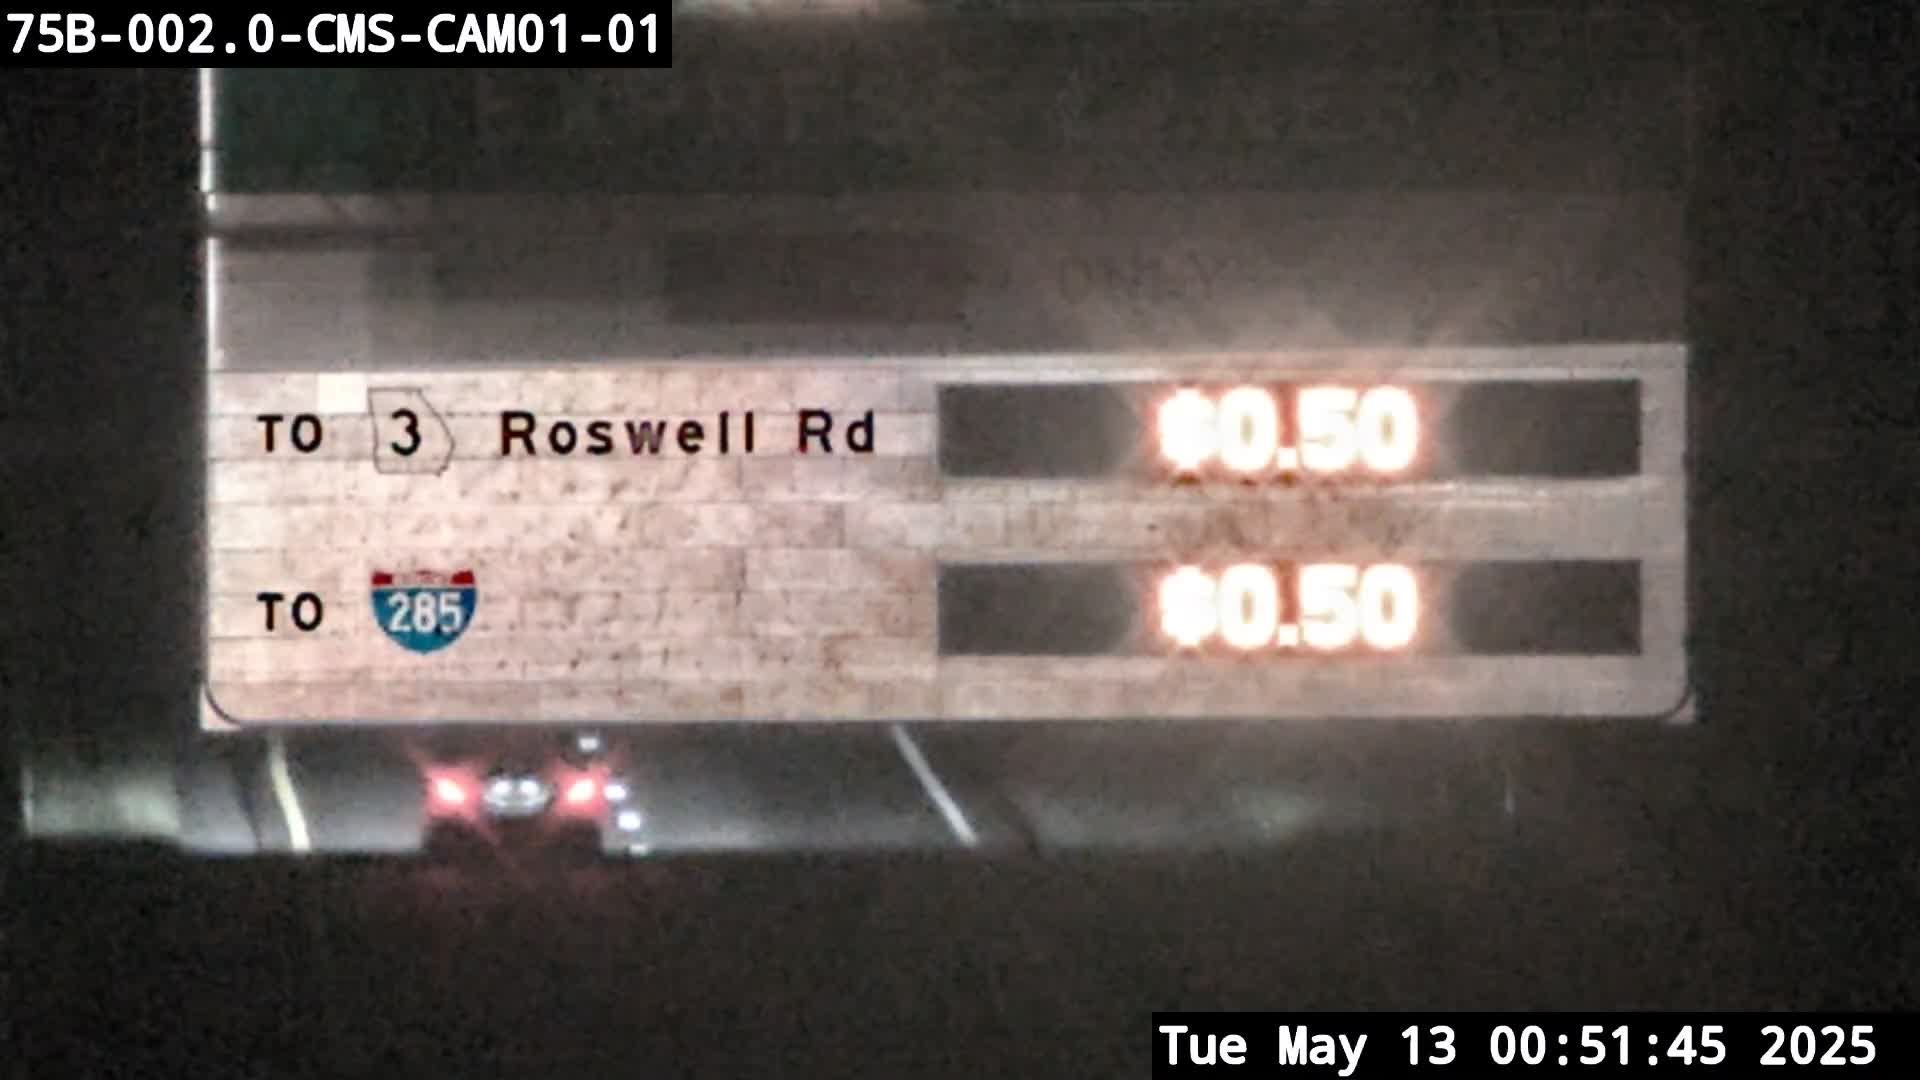 75B-002.0-CMS-CAM01-01
ONLY
TO 3 Roswell Rd $0.50
TO 285 $0.50
Tue May 13 00:51:45 2025